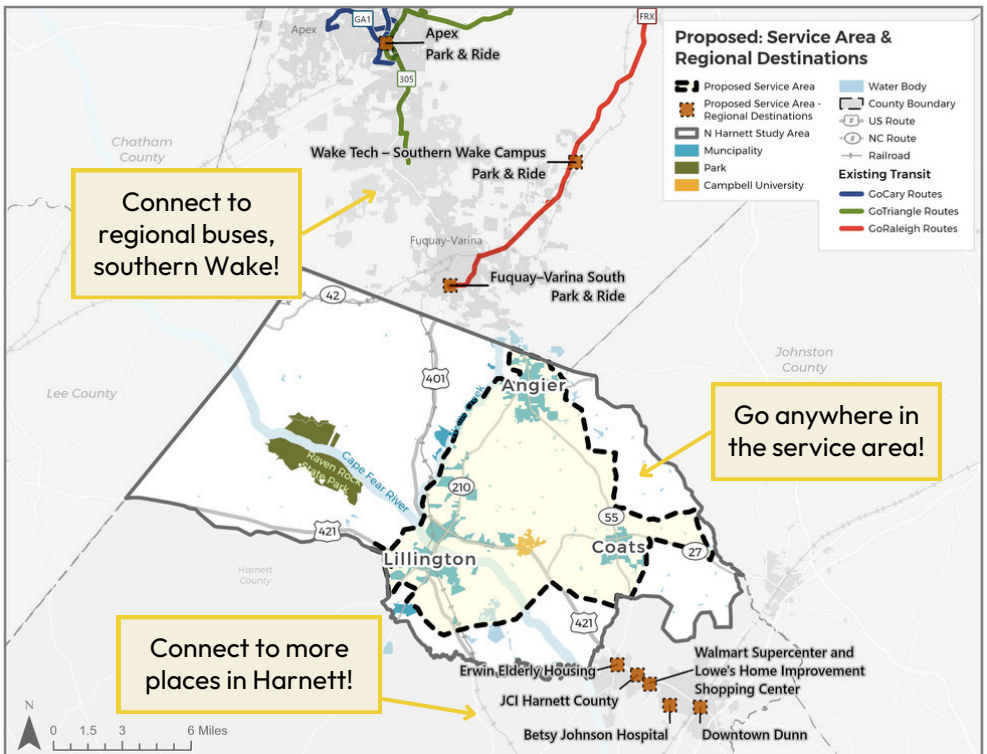 GA1
FRX
Apex
Apex
Park & Ride
305
Chatham
County
Wake Tech – Southern Wake Campus
Park & Ride
Proposed: Service Area &
Regional Destinations
Proposed Service Area
Proposed Service Area -
Regional Destinations
N Harnett Study Area
Muncipality
Park
Campbell University
Water Body
County Boundary
US Route
NC Route
Railroad
Existing Transit
GoCary Routes
GoTriangle Routes
GoRaleigh Routes
Connect to
regional buses,
southern Wake!
Fuquay-Varina
Fuquay–Varina South
Park & Ride
42
Johnston
County
401
Lee County
Angier
Go anywhere in
the service area!
Raven Rock
State Park
Cape Fear River
210
421
55
Coats
27
Lillington
Harnett
County
421
Connect to more
places in Harnett!
Erwin Elderly Housing
JCI Harnett County
Walmart Supercenter and
Lowe's Home Improvement
Shopping Center
Betsy Johnson Hospital
Downtown Dunn
N
0 1.5 3 6 Miles